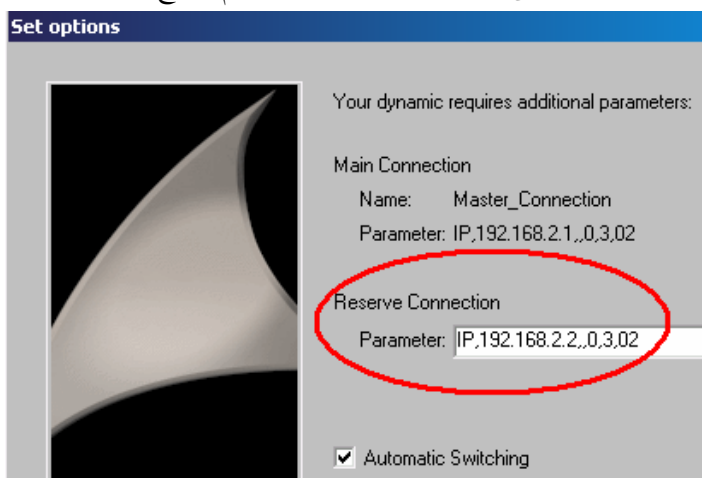 Set options
Your dynamic requires additional parameters:
Main Connection
Name: Master_Connection
Parameter: IP,192.168.2.1,,0,3,02
Reserve Connection
Parameter: IP,192.168.2.2,,0,3,02
Automatic Switching